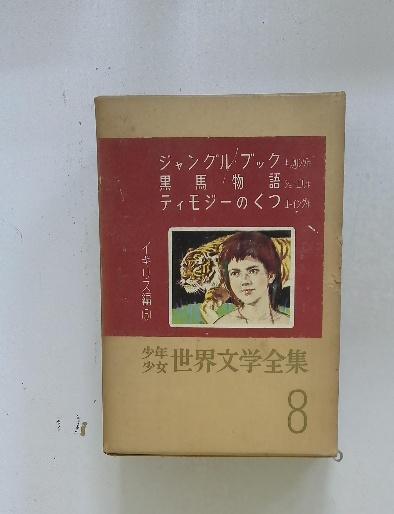 ジャングル・ブック
黒馬物語
ティモジーのくつ
イギリス編
少年少女 世界文学全集
8